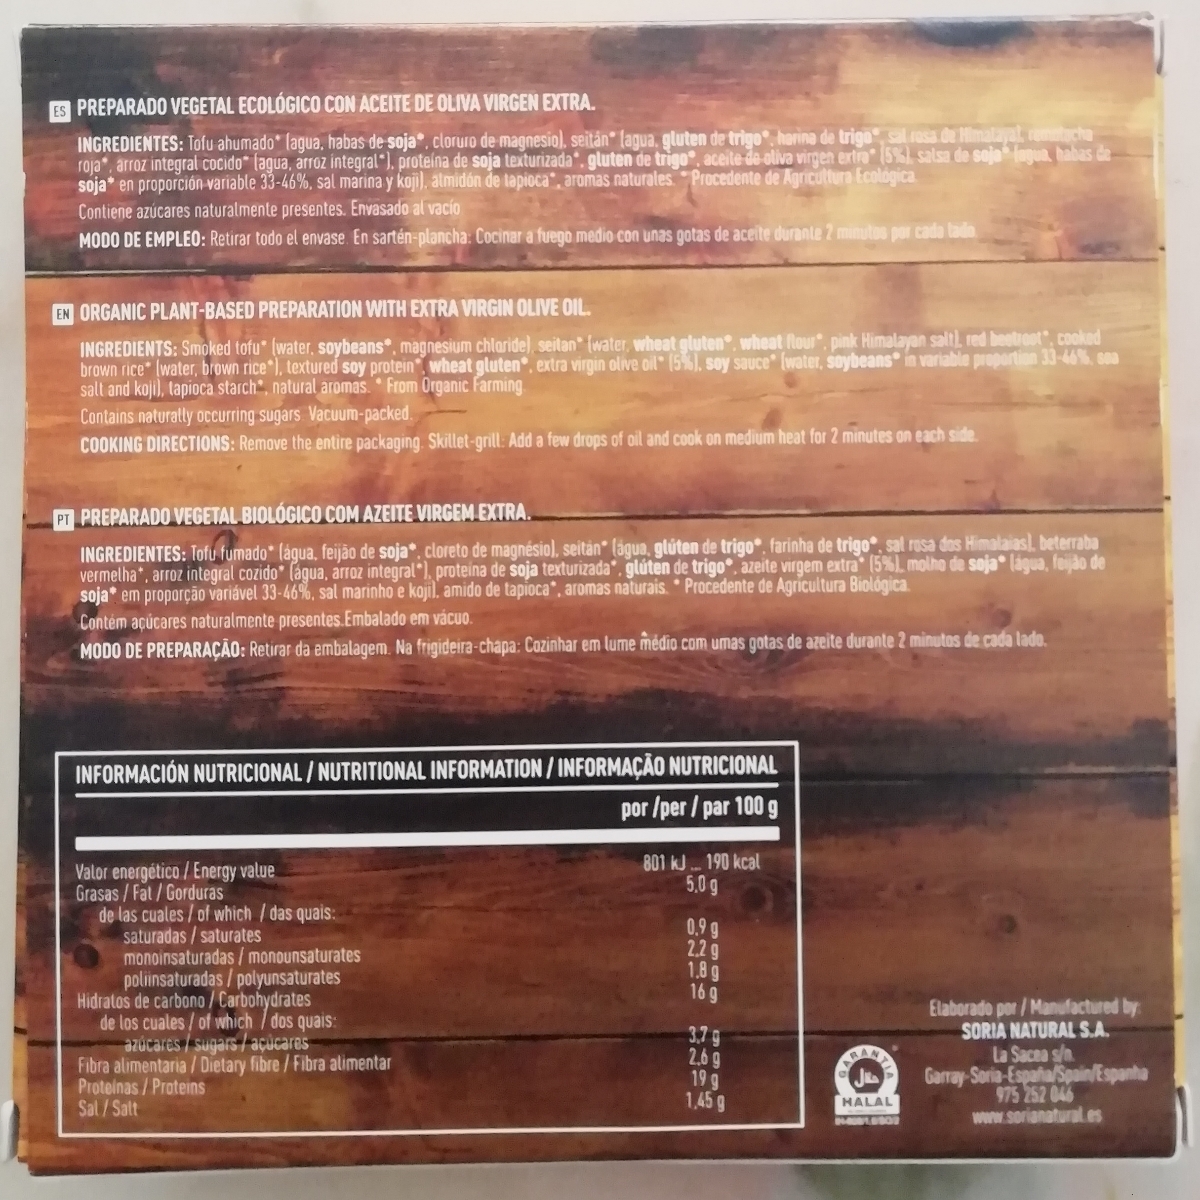 ES PREPARADO VEGETAL ECOLÓGICO CON ACEITE DE OLIVA VIRGEN EXTRA.
INGREDIENTES: Tofu ahumado* (agua, habas de soja*, cloruro de magnesio), seitán* (agua, gluten de trigo*, harina de trigo*, sal rosa de Himalaya), remolacha
roja*, arroz integral cocido* (agua, arroz integral*), proteína de soja texturizada*, gluten de trigo*, aceite de oliva virgen extra* (5%), salsa de soja* (agua, habas de
soja* en proporción variable 33-46%, sal marina y koji), almidón de tapioca*, aromas naturales. * Procedente de Agricultura Ecológica.
Contiene azúcares naturalmente presentes. Envasado al vacío
MODO DE EMPLEO: Retirar todo el envase. En sartén-plancha: Cocinar a fuego medio con unas gotas de aceite durante 2 minutos por cada lado.
EN ORGANIC PLANT-BASED PREPARATION WITH EXTRA VIRGIN OLIVE OIL.
INGREDIENTS: Smoked tofu* (water, soybeans*, magnesium chloride), seitan* (water, wheat gluten*, wheat flour*, pink Himalayan salt), red beetroot*, cooked
brown rice* (water, brown rice*), textured soy protein*, wheat gluten*, extra virgin olive oil* (5%), soy sauce* (water, soybeans* in variable proportion 33-46%, sea
salt and koji), tapioca starch*, natural aromas. * From Organic Farming.
Contains naturally occurring sugars Vacuum-packed.
COOKING DIRECTIONS: Remove the entire packaging. Skillet-grill: Add a few drops of oil and cook on medium heat for 2 minutes on each side.
PT PREPARADO VEGETAL BIOLÓGICO COM AZEITE VIRGEM EXTRA.
INGREDIENTES: Tofu fumado* (água, feijão de soja*, cloreto de magnésio), seitán* (água, glúten de trigo*, farinha de trigo*, sal rosa dos Himalaias), beterraba
vermelha*, arroz integral cozido* (água, arroz integral*), proteína de soja texturizada*, glúten de trigo*, azeite virgem extra* (5%), molho de soja* (água, feijão de
soja* em proporção variável 33-46%, sal marinho e koji), amido de tapioca*, aromas naturais. * Procedente de Agricultura Biológica.
Contém açúcares naturalmente presentes.Embalado em vácuo.
MODO DE PREPARAÇÃO: Retirar da embalagem. Na frigideira-chapa: Cozinhar em lume médio com umas gotas de azeite durante 2 minutos de cada lado.
INFORMACIÓN NUTRICIONAL / NUTRITIONAL INFORMATION / INFORMAÇÃO NUTRICIONAL
por /per / par 100 g
Valor energético / Energy value 801 kJ ... 190 kcal
Grasas / Fat / Gorduras 5,0 g
de las cuales / of which / das quais:
saturadas / saturates 0,9 g
monoinsaturadas / monounsaturates 2,2 g
poliinsaturadas / polyunsaturates 1,8 g
Hidratos de carbono / Carbohydrates 16 g
de los cuales / of which / dos quais:
azúcares / sugars / açúcares 3,7 g
Fibra alimentaria / Dietary fibre / Fibra alimentar 2,6 g
Proteínas / Proteins 19 g
Sal / Salt 1,45 g
GARANTIA
HALAL
Elaborado por / Manufactured by:
SORIA NATURAL S.A.
La Sacea s/n.
Garray-Soria-España/Spain/Espanha
975 252 046
www.sorianatural.es